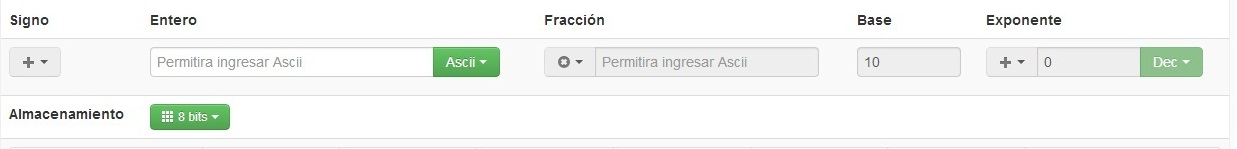 Signo Entero Fracción Base Exponente
Permitira ingresar Ascii Ascii Permitira ingresar Ascii 10 0 Dec
Almacenamiento 8 bits